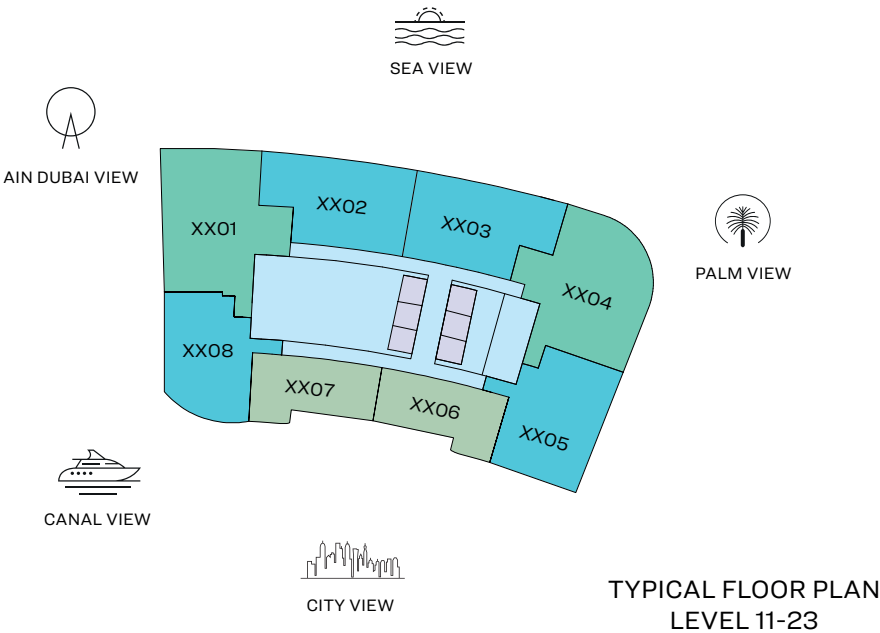 SEA VIEW
AIN DUBAI VIEW
XX01
XX02
XX03
PALM VIEW
XX04
XX08
XX07
XX06
XX05
CANAL VIEW
CITY VIEW
TYPICAL FLOOR PLAN
LEVEL 11-23